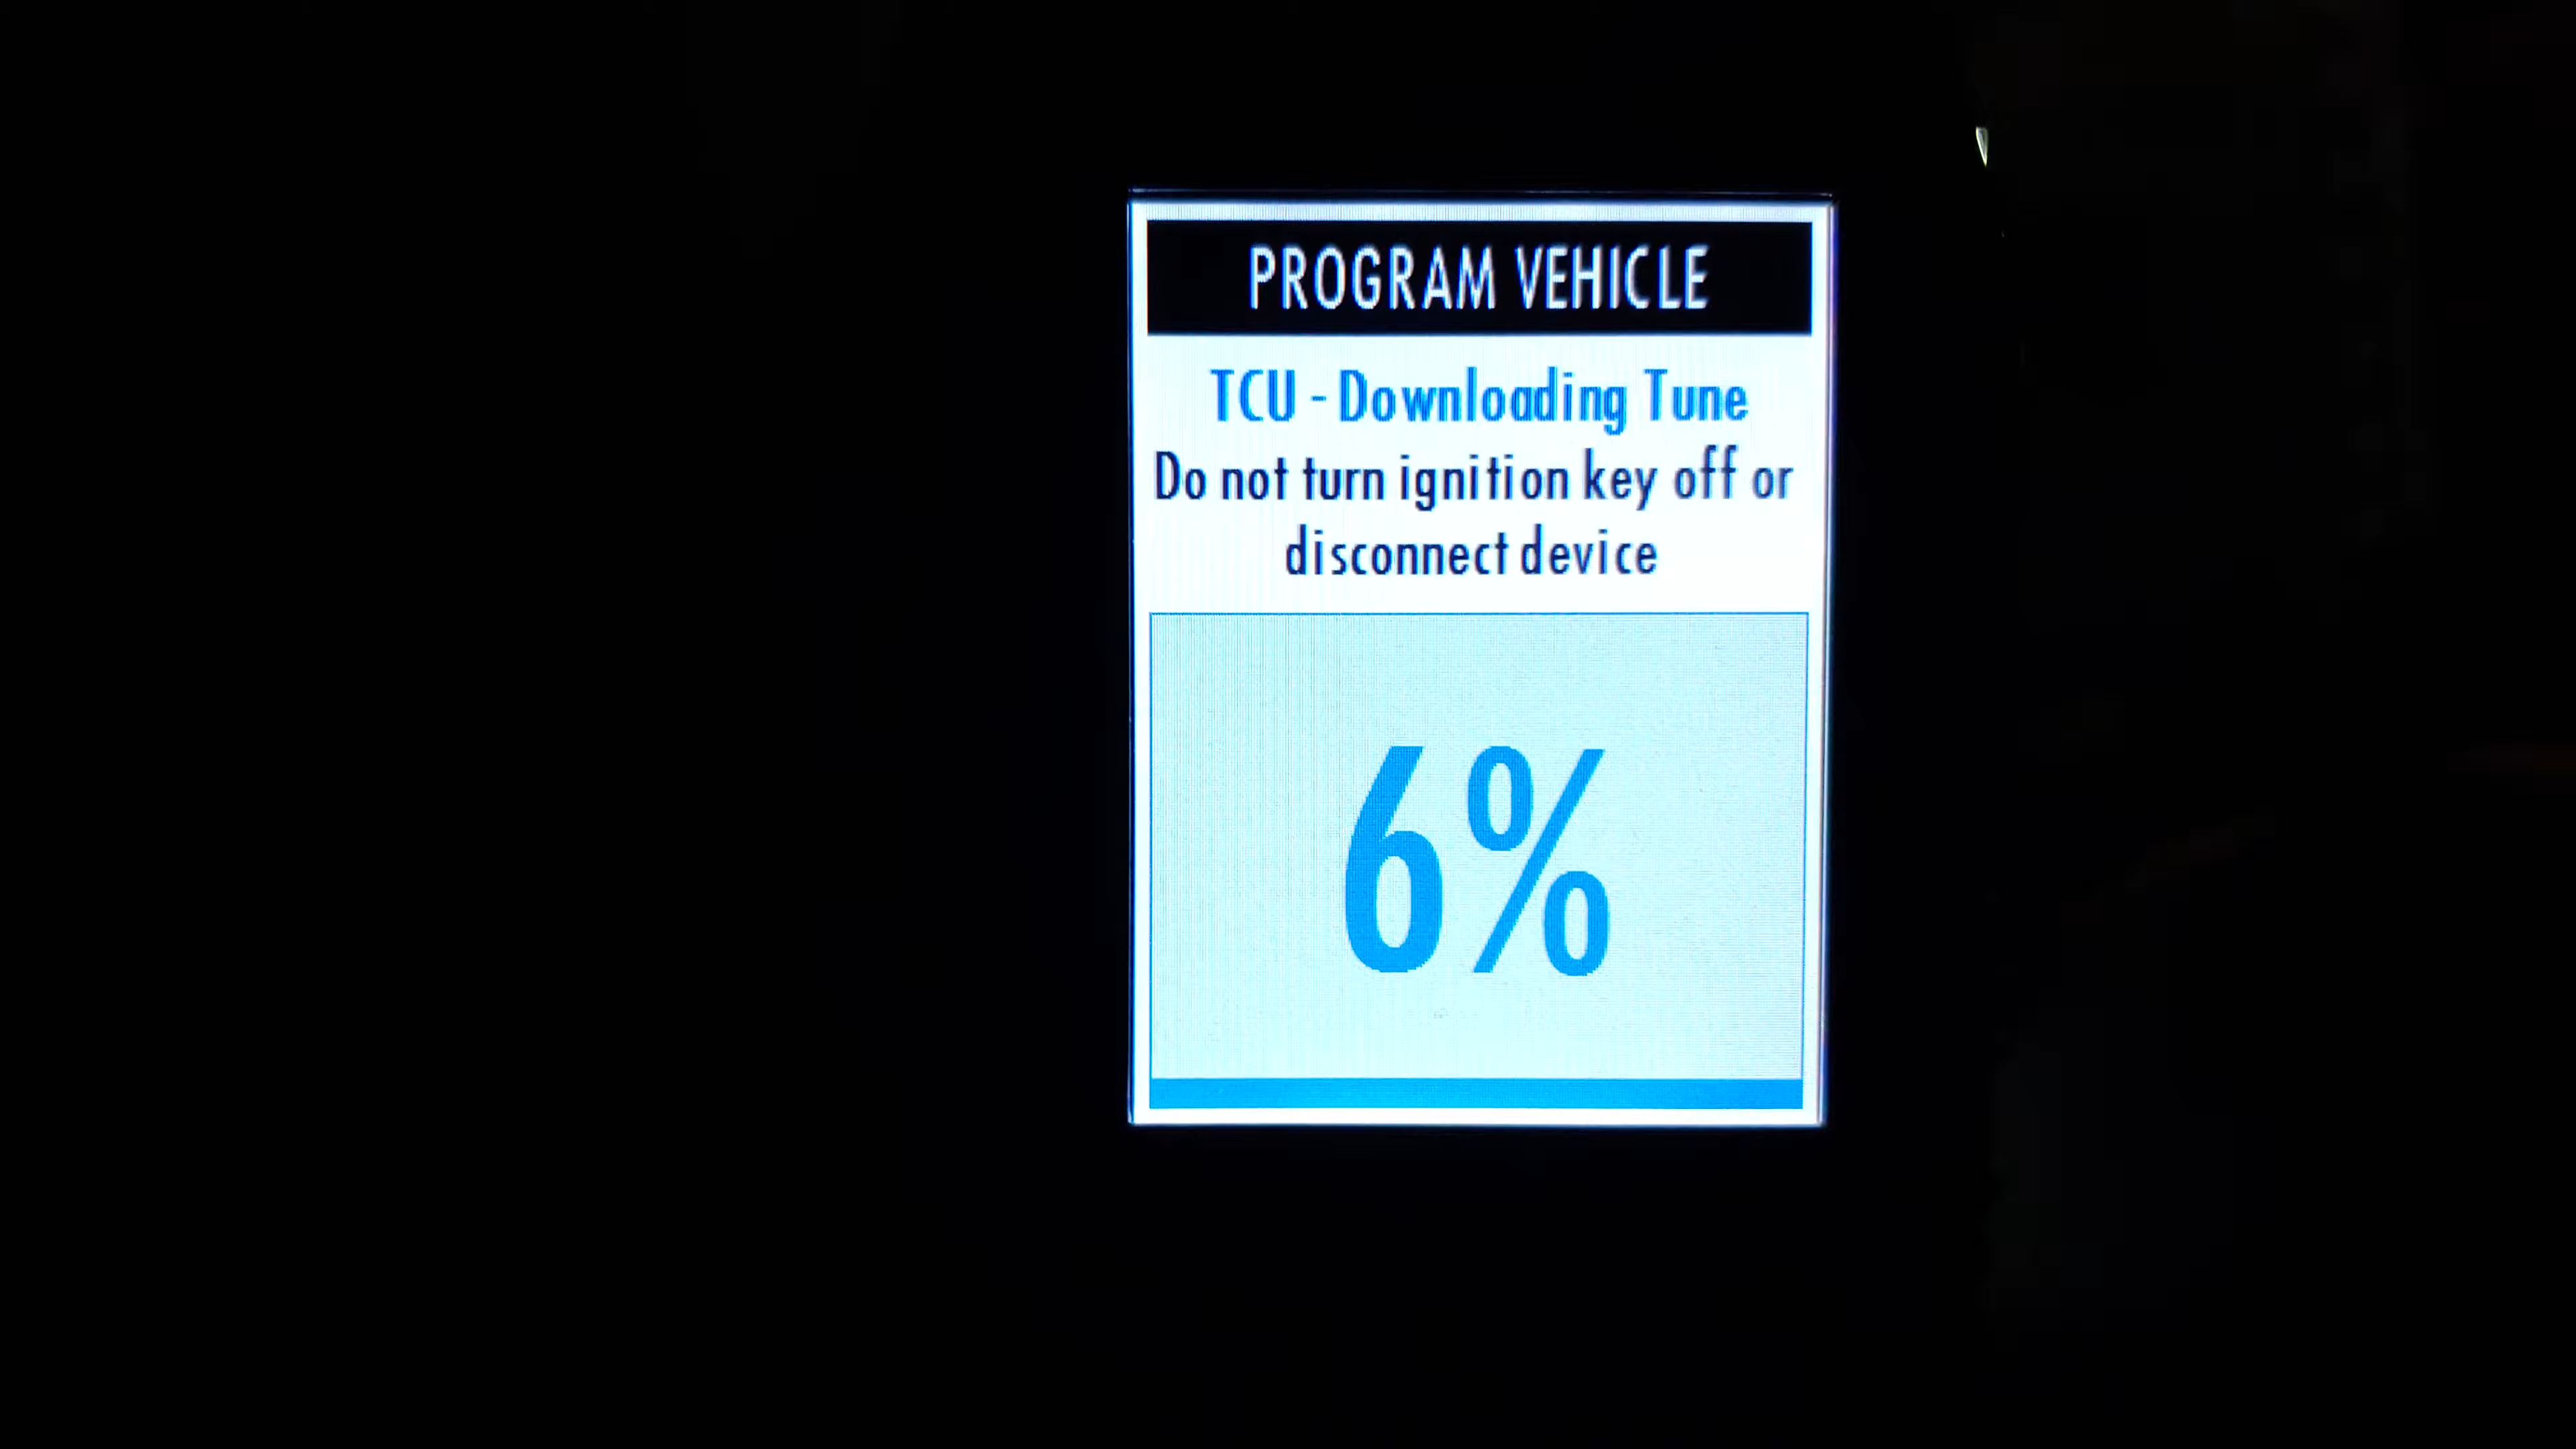 PROGRAM VEHICLE
TCU - Downloading Tune
Do not turn ignition key off or
disconnect device
6%